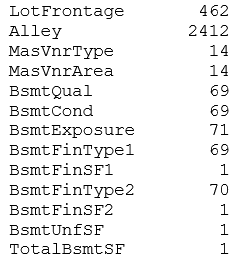 LotFrontage 462
Alley 2412
MasVnrType 14
MasVnrArea 14
BsmtQual 69
BsmtCond 69
BsmtExposure 71
BsmtFinType1 69
BsmtFinSF1 1
BsmtFinType2 70
BsmtFinSF2 1
BsmtUnfSF 1
TotalBsmtSF 1